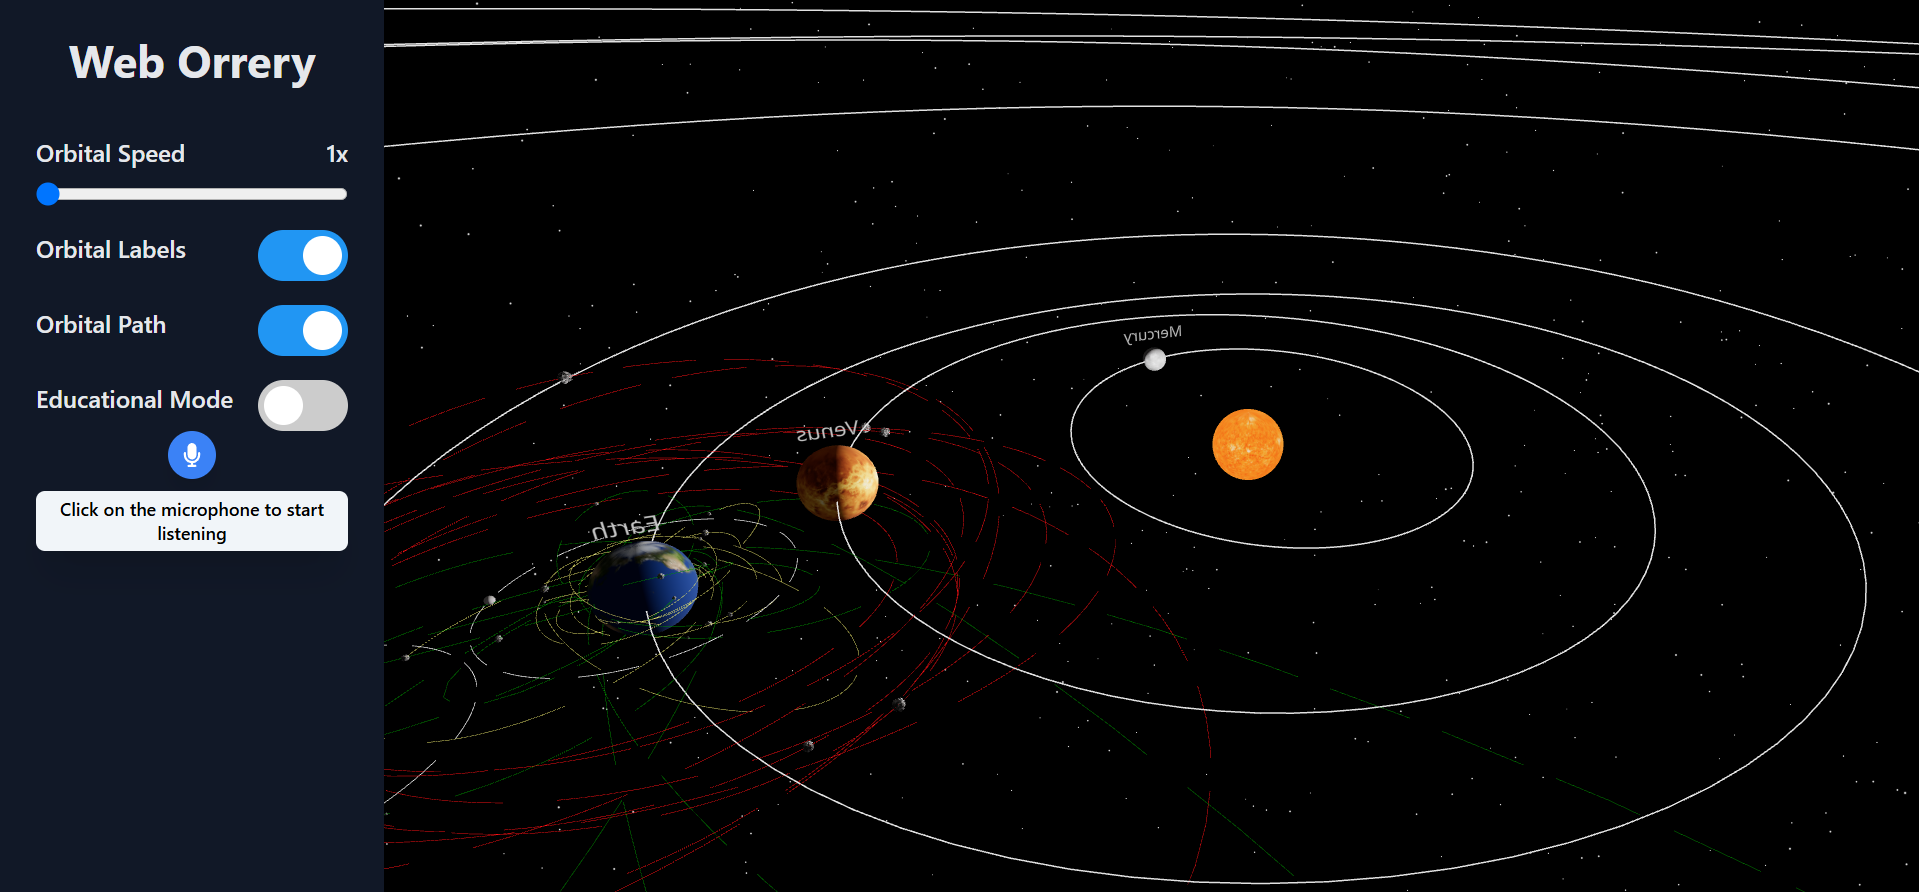 Web Orrery
Orbital Speed 1x
Orbital Labels
Orbital Path
Educational Mode
Click on the microphone to start
listening
Mercury
Venus
Earth